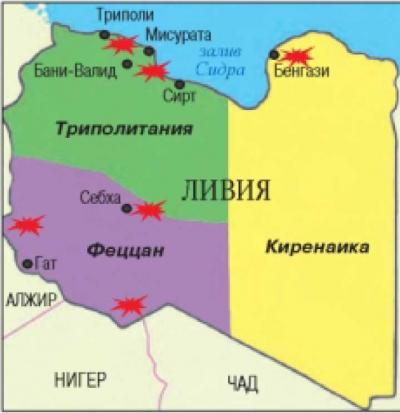 Триполи
Мисурата
залив
Сидра
Бани-Валид
Бенгази
Сирт
Триполитания
ЛИВИЯ
Себха
Феццан
Киренаика
Гат
АЛЖИР
НИГЕР
ЧАД